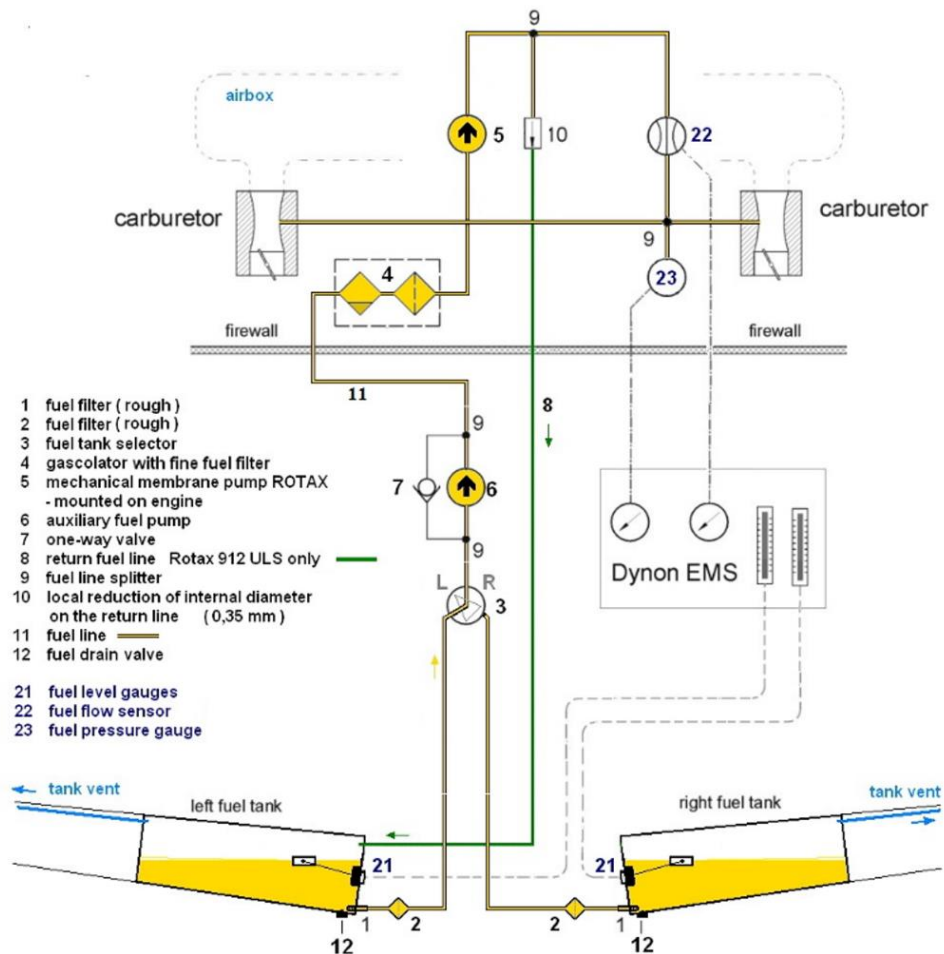 9
airbox
5
10
22
carburetor
carburetor
9
4
23
firewall
firewall
11
8
1 fuel filter ( rough )
2 fuel filter ( rough )
3 fuel tank selector
4 gascolator with fine fuel filter
5 mechanical membrane pump ROTAX
- mounted on engine
6 auxiliary fuel pump
7 one-way valve
8 return fuel line Rotax 912 ULS only
9 fuel line splitter
10 local reduction of internal diameter
on the return line ( 0,35 mm )
11 fuel line
12 fuel drain valve
21 fuel level gauges
22 fuel flow sensor
23 fuel pressure gauge
9
7
6
9
L R
3
Dynon EMS
tank vent
left fuel tank
right fuel tank
tank vent
21
21
1
2
2
1
12
12